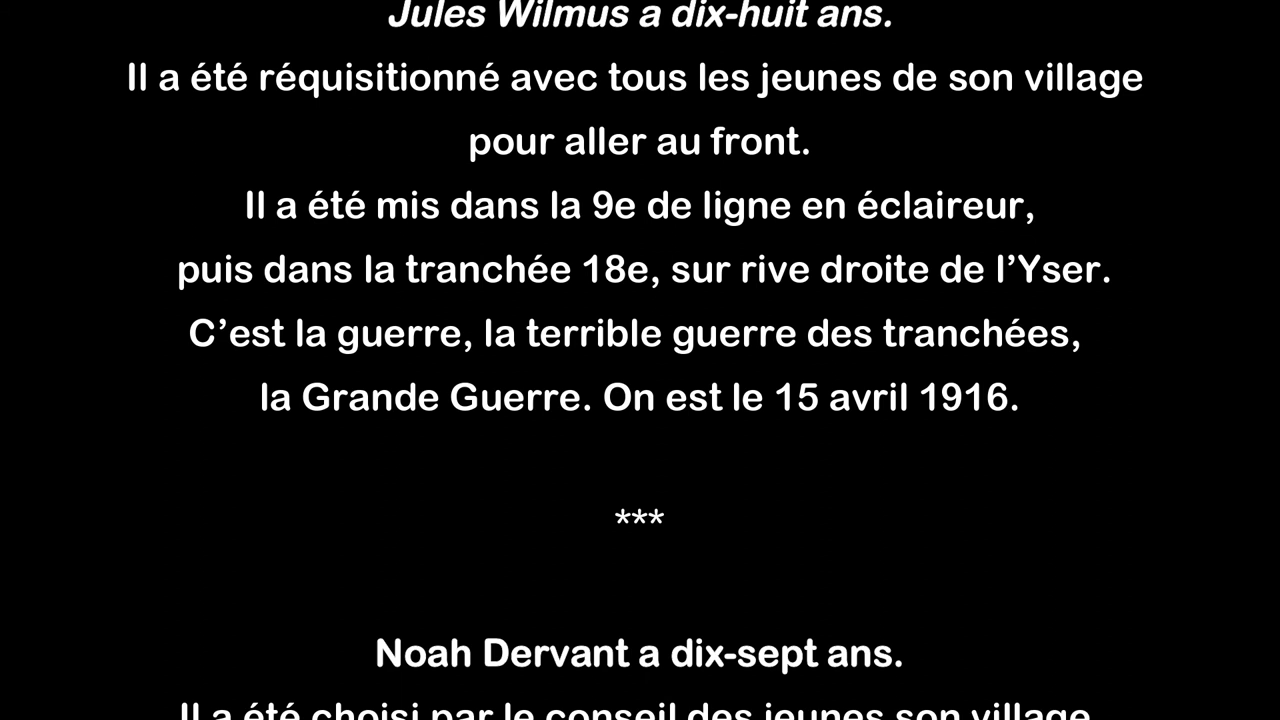 Jules Wilmus a dix-huit ans.
Il a été réquisitionné avec tous les jeunes de son village
pour aller au front.
Il a été mis dans la 9e de ligne en éclaireur,
puis dans la tranchée 18e, sur rive droite de l’Yser.
C’est la guerre, la terrible guerre des tranchées,
la Grande Guerre. On est le 15 avril 1916.
***
Noah Dervant a dix-sept ans.
Il a été choisi par le conseil des jeunes son village